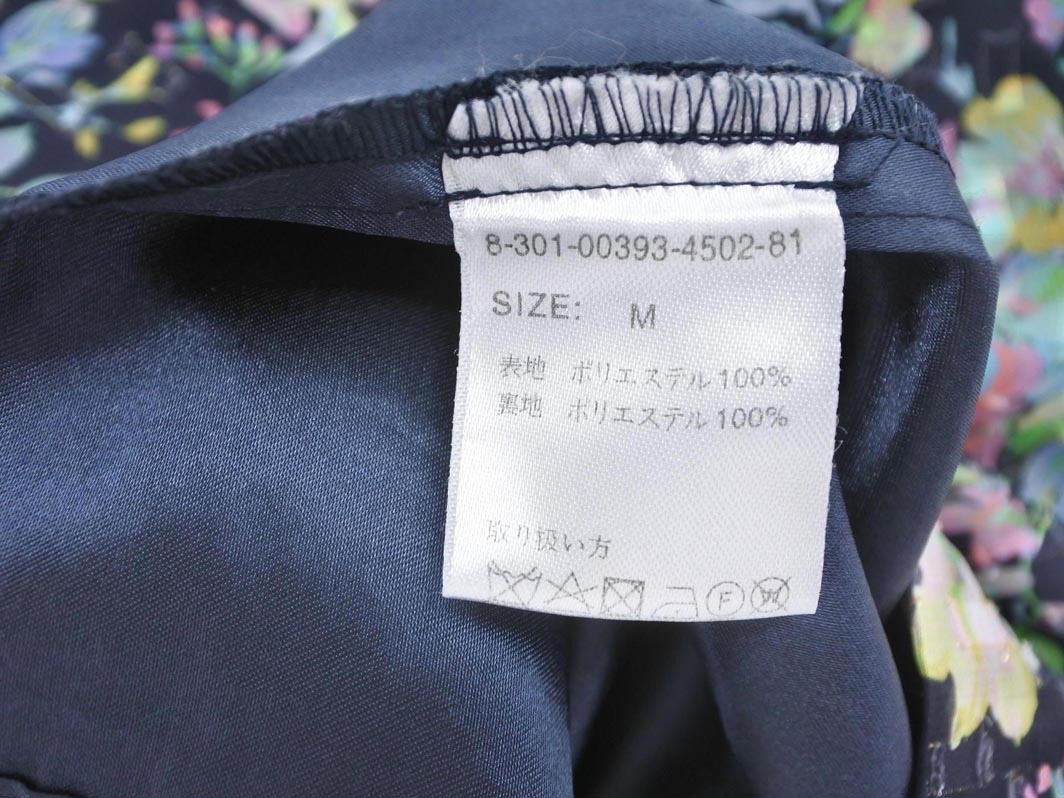 8-301-00393-4502-81
SIZE: M
表地 ポリエステル100%
裏地 ポリエステル100%
取り扱い方
F W